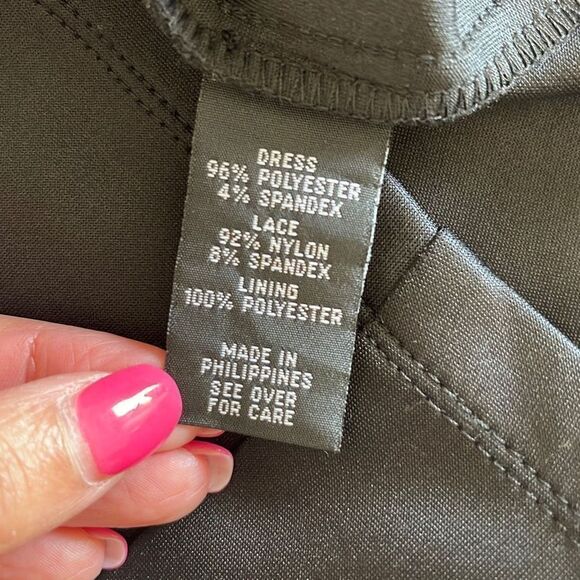 DRESS
96% POLYESTER
4% SPANDEX
LACE
92% NYLON
8% SPANDEX
LINING
100% POLYESTER
MADE IN
PHILIPPINES
SEE OVER
FOR CARE